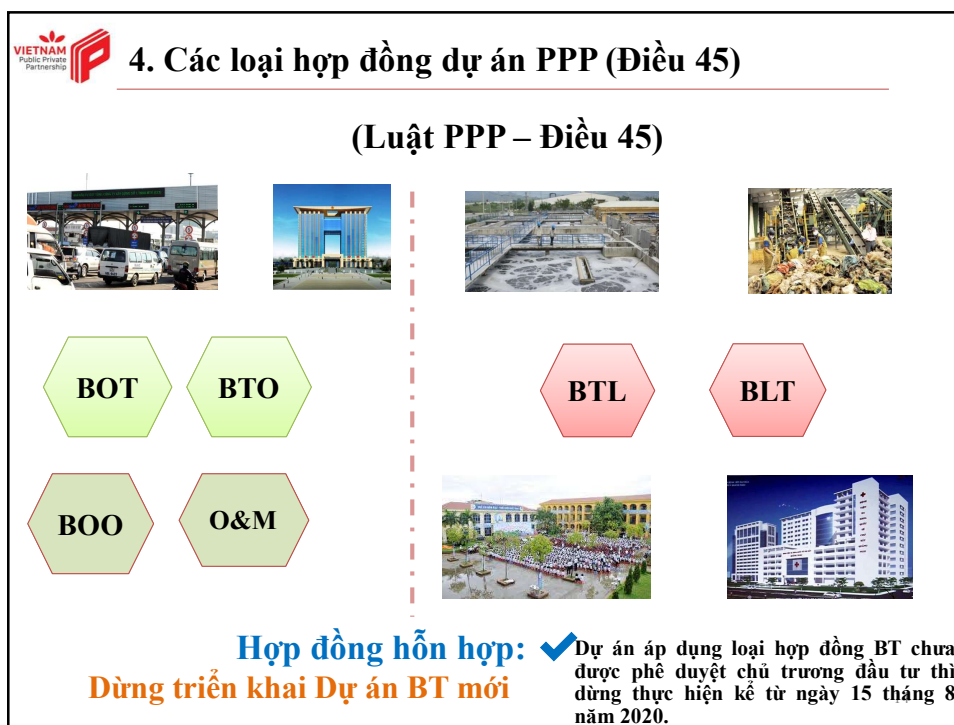 VIETNAM
Public Private
Partnership
4. Các loại hợp đồng dự án PPP (Điều 45)
(Luật PPP – Điều 45)
BOT
BTO
BTL
BLT
BOO
O&M
Hợp đồng hỗn hợp:
Dừng triển khai Dự án BT mới
Dự án áp dụng loại hợp đồng BT chưa
được phê duyệt chủ trương đầu tư thì
dừng thực hiện kể từ ngày 15 tháng 8
năm 2020.